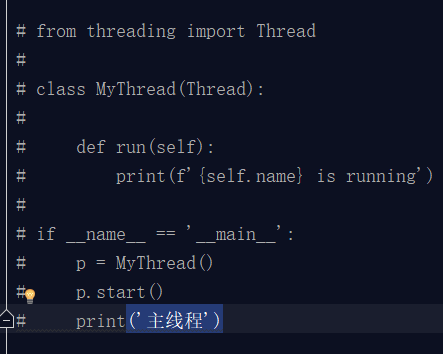 # from threading import Thread
#
# class MyThread(Thread):
#
#     def run(self):
#         print(f'{self.name} is running')
#
# if __name__ == '__main__':
#     p = MyThread()
#     p.start()
#     print('主线程')